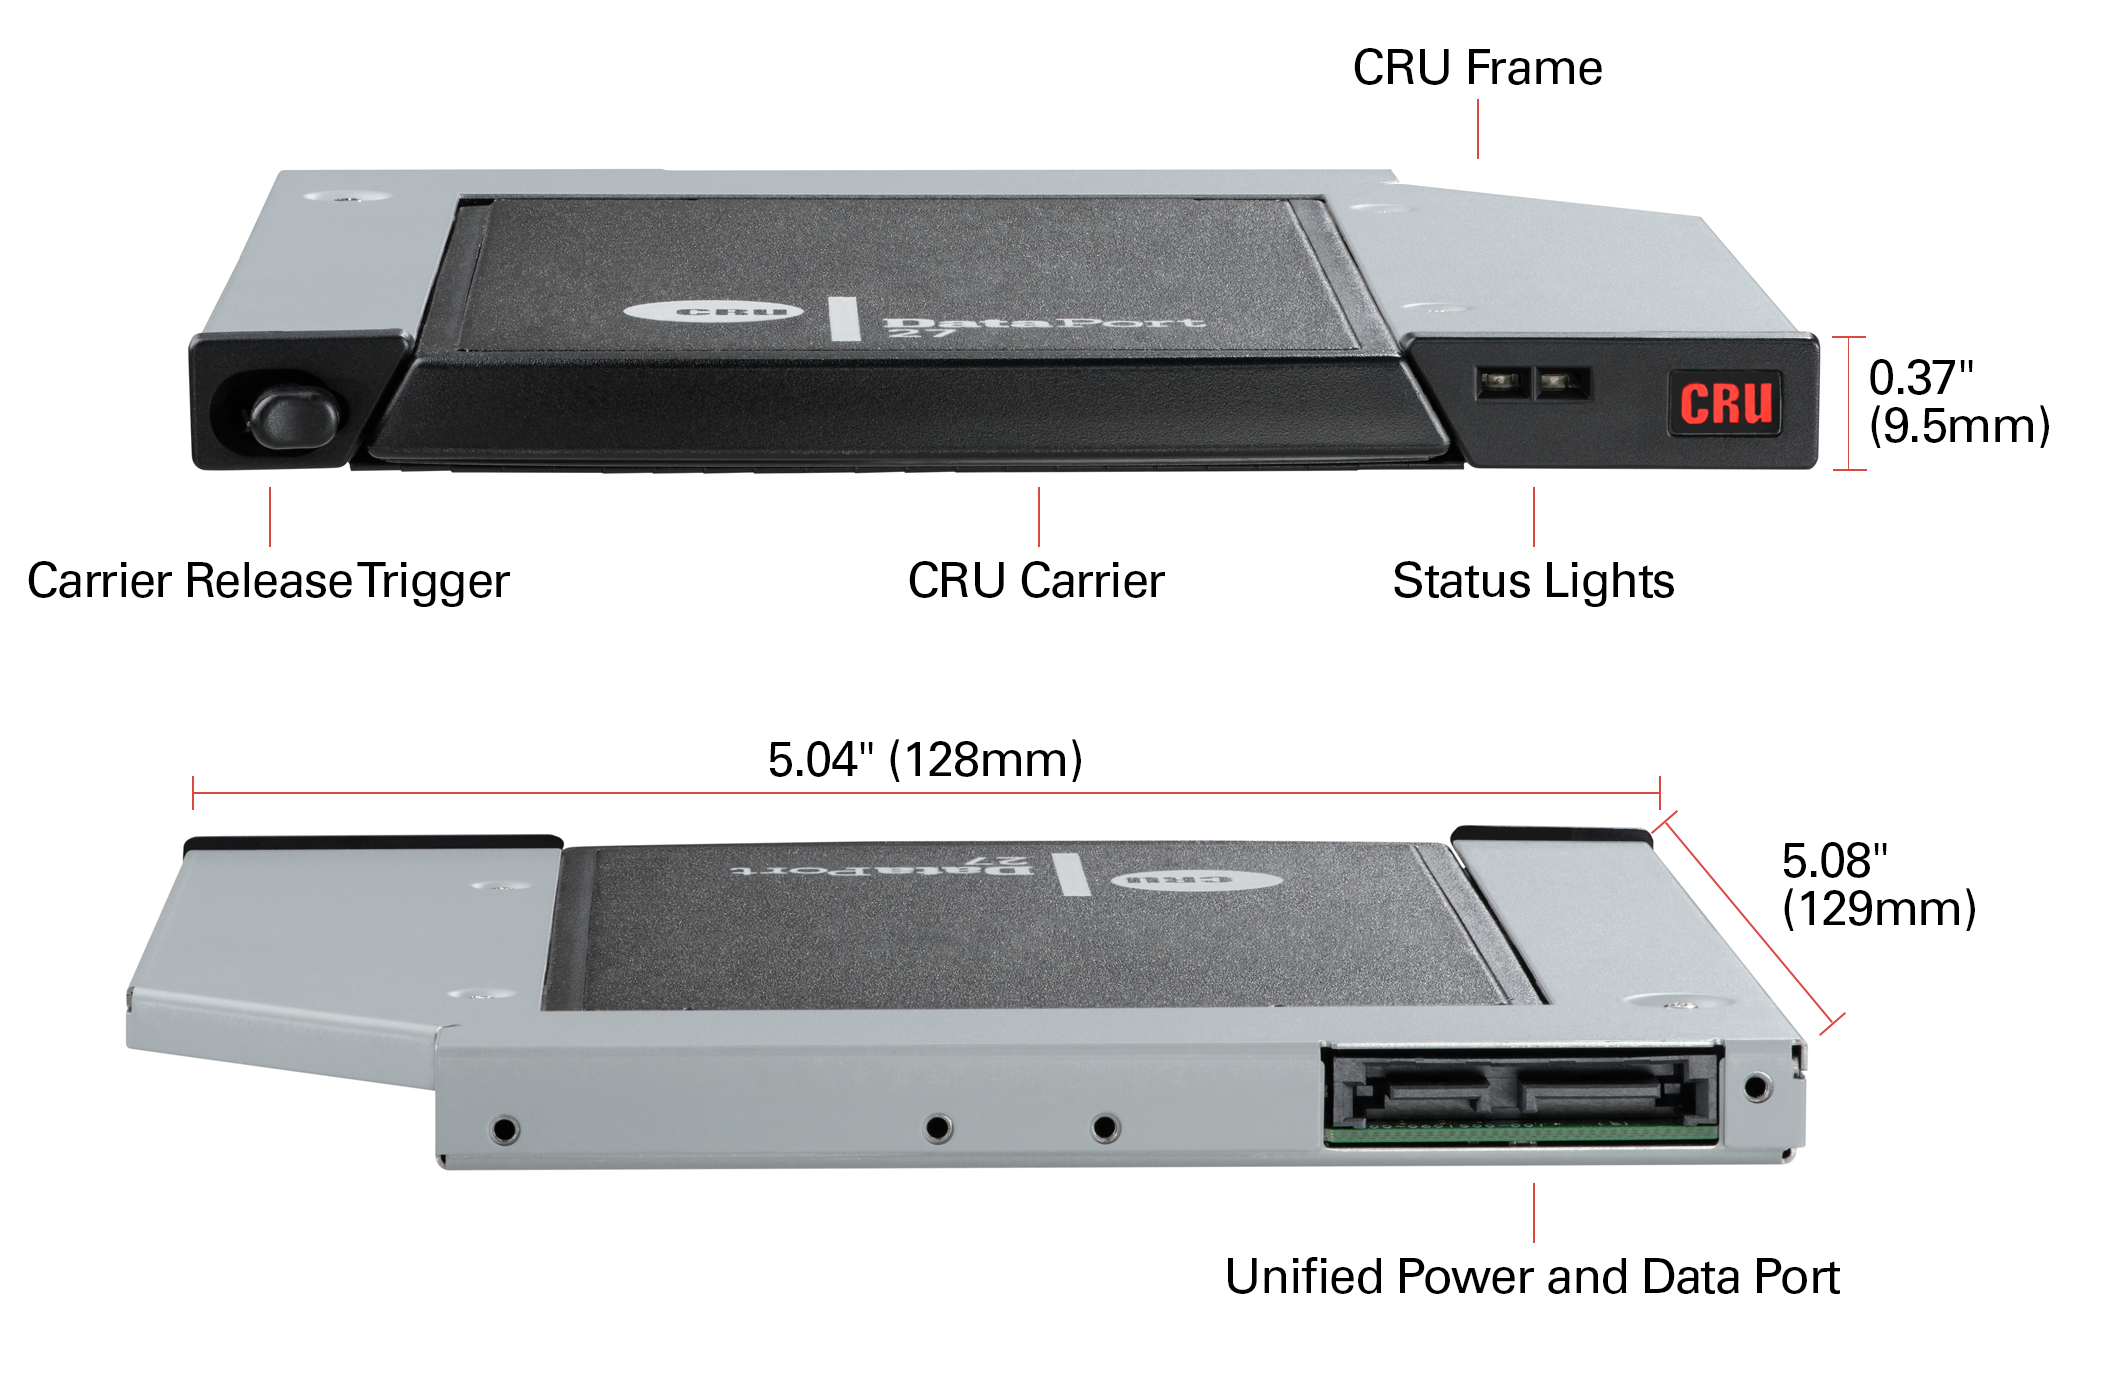 CRU Frame
CRU
DataPort
27
CRU
0.37"
(9.5mm)
Carrier Release Trigger
CRU Carrier
Status Lights
5.04" (128mm)
27
DataPort
CRU
5.08"
(129mm)
Unified Power and Data Port